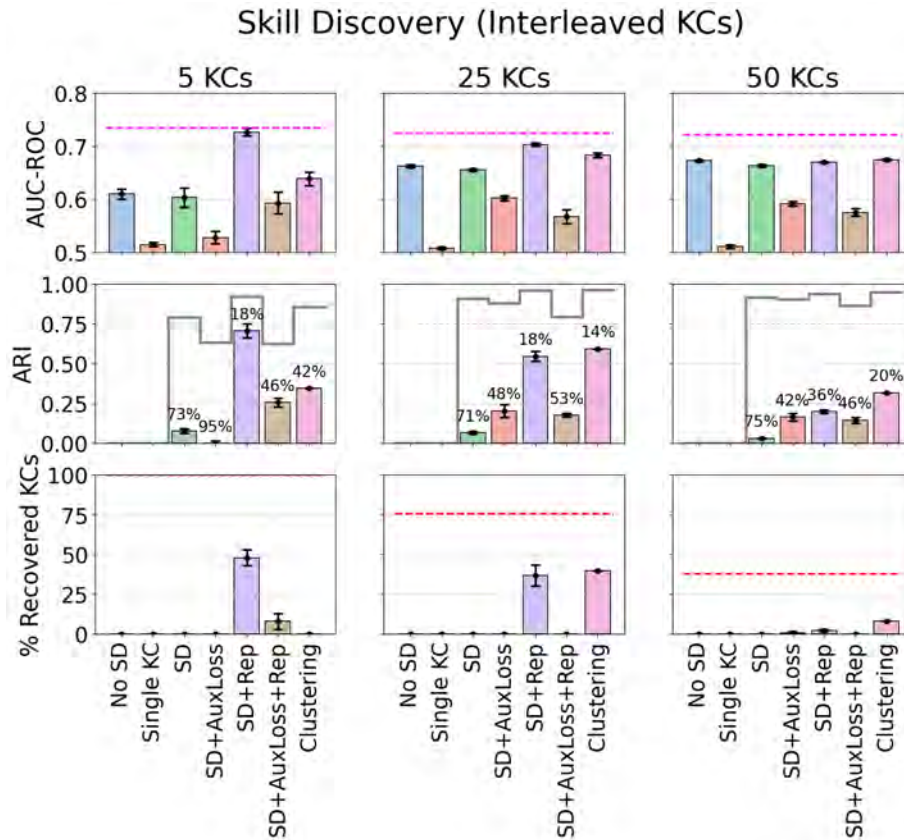 Skill Discovery (Interleaved KCs)
5 KCs
25 KCs
50 KCs
AUC-ROC
0.8
0.7
0.6
0.5
ARI
1.00
0.75
0.50
0.25
0.00
73%
95%
18%
46%
42%
71%
48%
18%
53%
14%
75%
42%
36%
46%
20%
% Recovered KCs
100
75
50
25
0
No SD
Single KC
SD
SD+AuxLoss
SD+Rep
SD+AuxLoss+Rep
Clustering
No SD
Single KC
SD
SD+AuxLoss
SD+Rep
SD+AuxLoss+Rep
Clustering
No SD
Single KC
SD
SD+AuxLoss
SD+Rep
SD+AuxLoss+Rep
Clustering